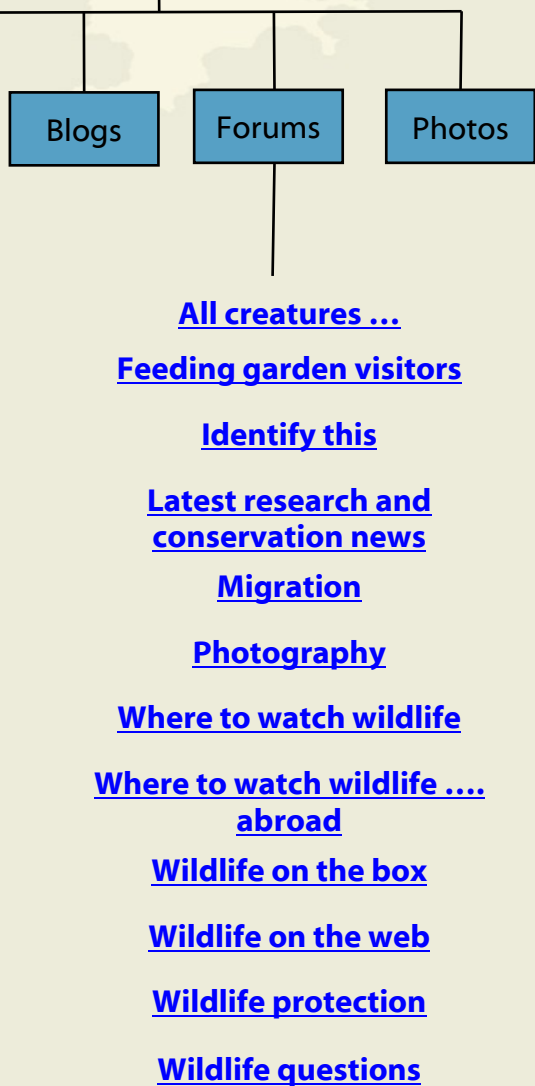 Blogs
Forums
Photos
All creatures …
Feeding garden visitors
Identify this
Latest research and
conservation news
Migration
Photography
Where to watch wildlife
Where to watch wildlife ....
abroad
Wildlife on the box
Wildlife on the web
Wildlife protection
Wildlife questions